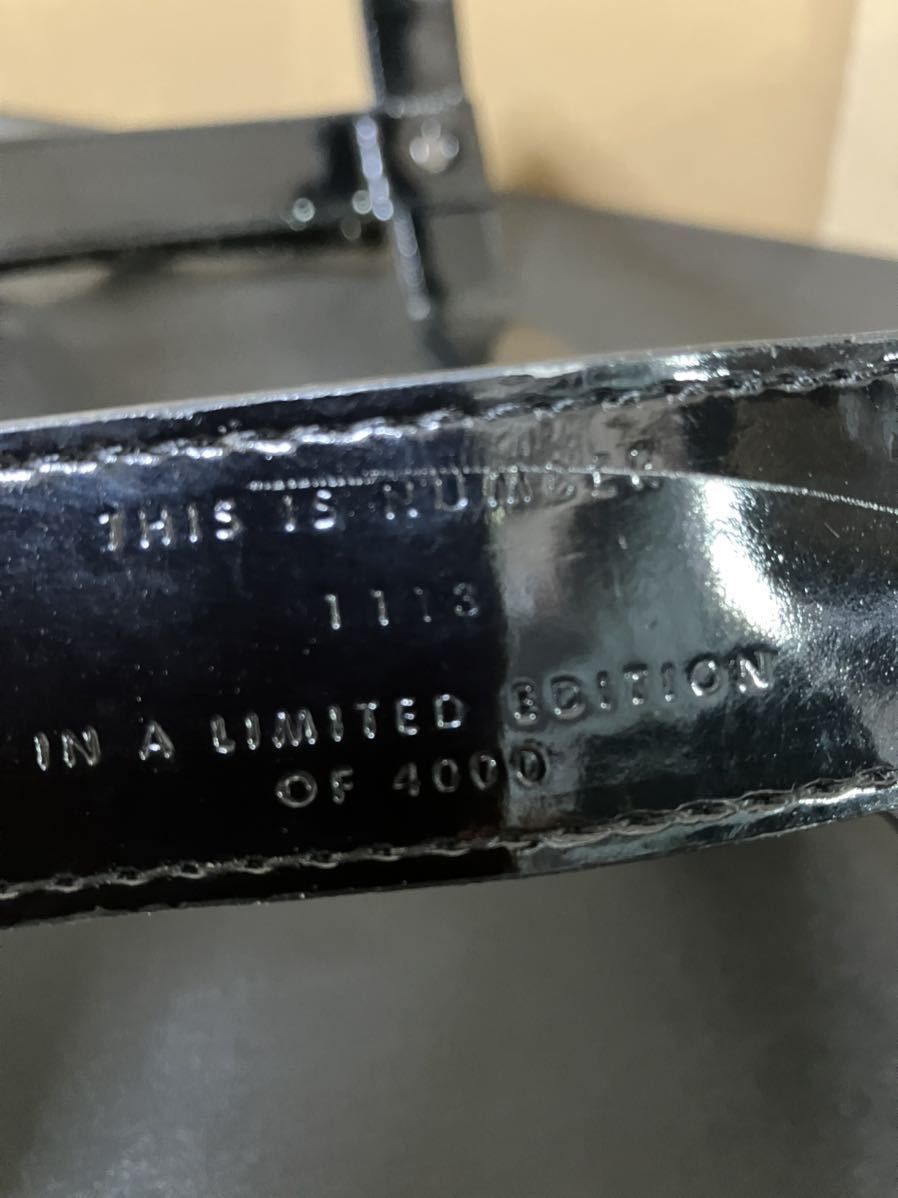 THIS IS NUMBER
1113
IN A LIMITED EDITION
OF 4000